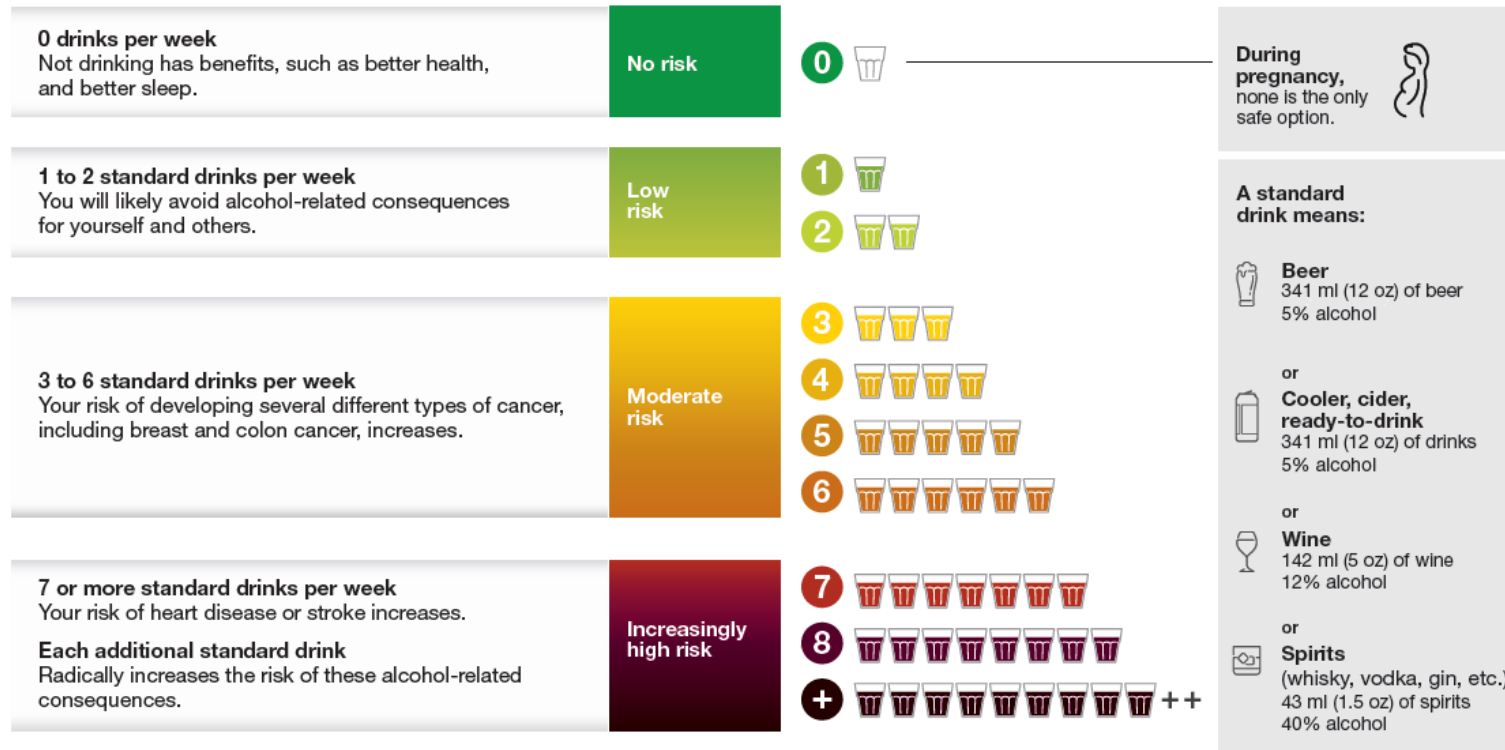 0 drinks per week
Not drinking has benefits, such as better health,
and better sleep.
No risk
0
During
pregnancy,
none is the only
safe option.
1 to 2 standard drinks per week
You will likely avoid alcohol-related consequences
for yourself and others.
Low
risk
1
2
3 to 6 standard drinks per week
Your risk of developing several different types of cancer,
including breast and colon cancer, increases.
Moderate
risk
3
4
5
6
7 or more standard drinks per week
Your risk of heart disease or stroke increases.
Each additional standard drink
Radically increases the risk of these alcohol-related
consequences.
Increasingly
high risk
7
8
+
++
A standard
drink means:
Beer
341 ml (12 oz) of beer
5% alcohol
or
Cooler, cider,
ready-to-drink
341 ml (12 oz) of drinks
5% alcohol
or
Wine
142 ml (5 oz) of wine
12% alcohol
or
Spirits
(whisky, vodka, gin, etc.)
43 ml (1.5 oz) of spirits
40% alcohol